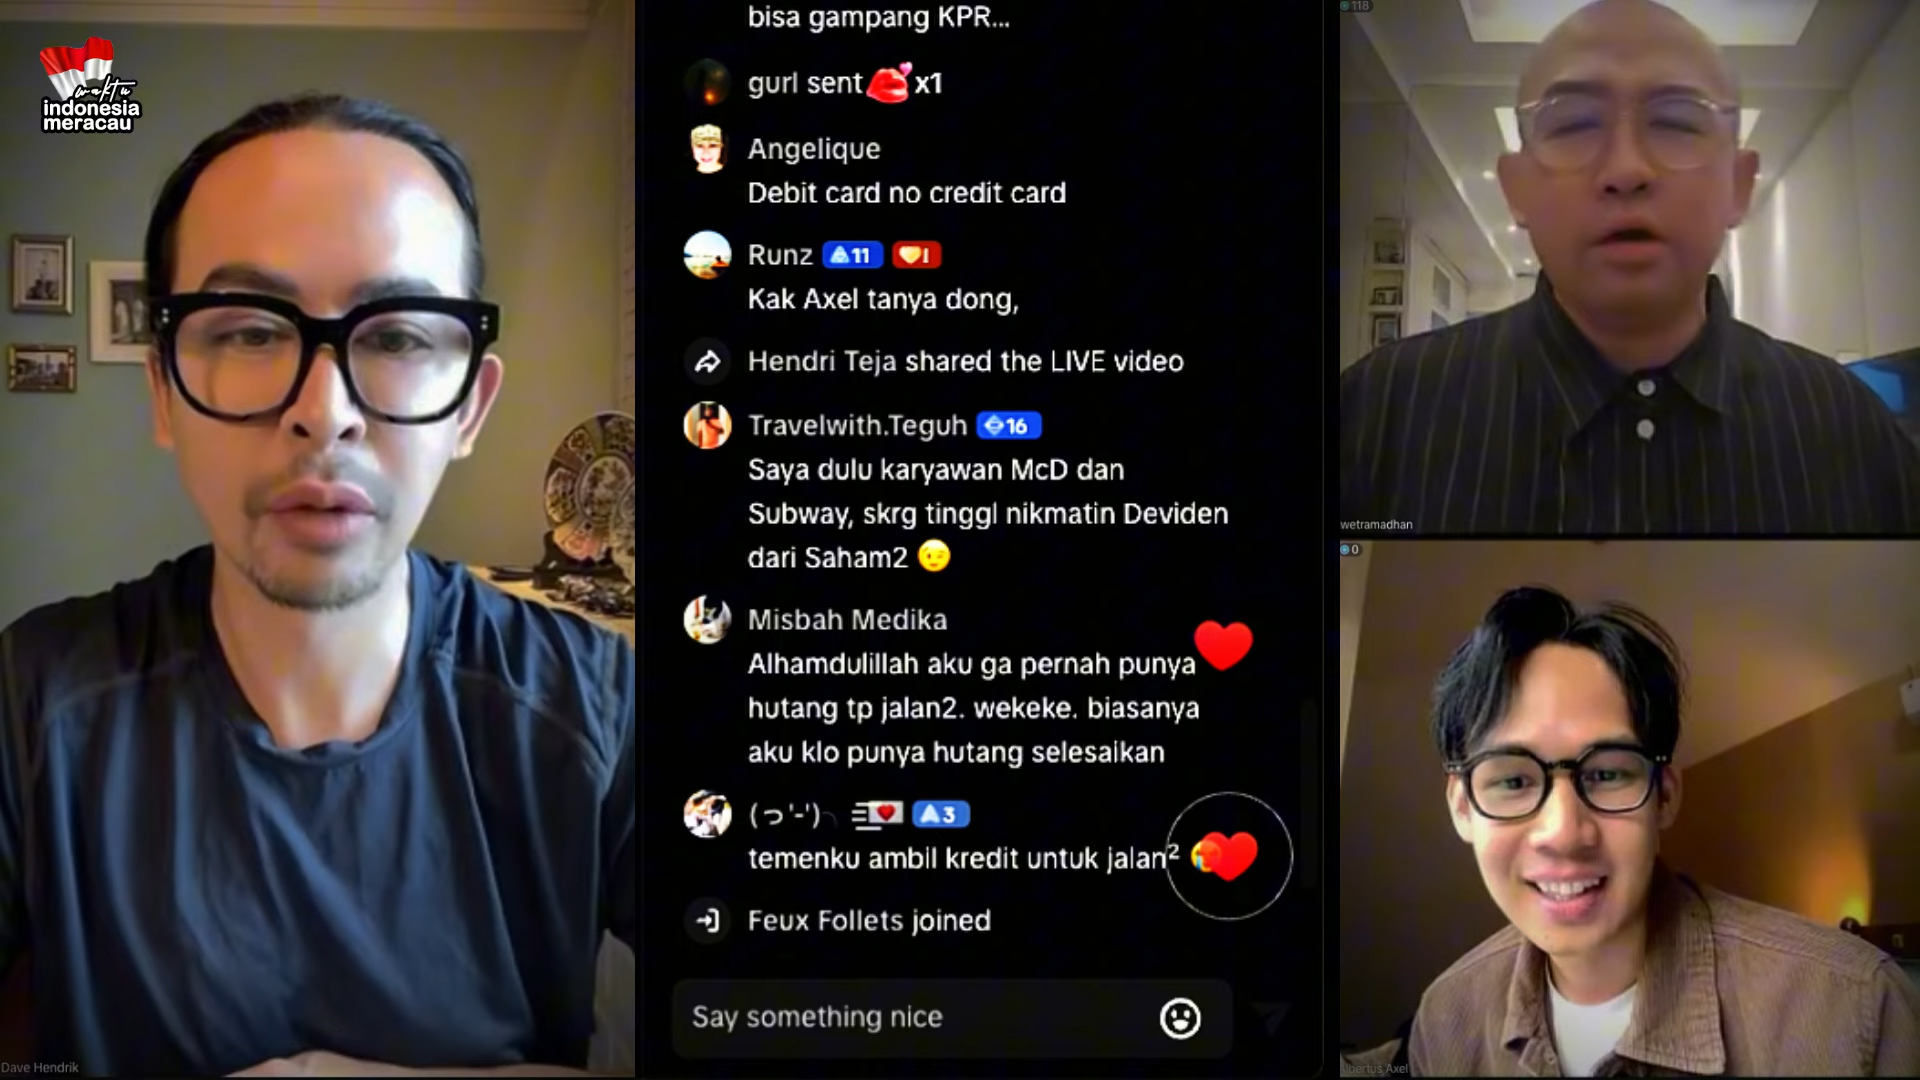 waktu
indonesia
meracau
Dave Hendrik
bisa gampang KPR...
gurl sent x1
Angelique
Debit card no credit card
Runz 11 I
Kak Axel tanya dong,
Hendri Teja shared the LIVE video
Travelwith.Teguh 16
Saya dulu karyawan McD dan
Subway, skrg tinggl nikmatin Deviden
dari Saham2 😉
Misbah Medika
Alhamdulillah aku ga pernah punya
hutang tp jalan2. wekeke. biasanya
aku klo punya hutang selesaikan
(っ'-')╮ 3
temenku ambil kredit untuk jalan²
Feux Follets joined
Say something nice
118
wetramadhan
0
Albertus Axel